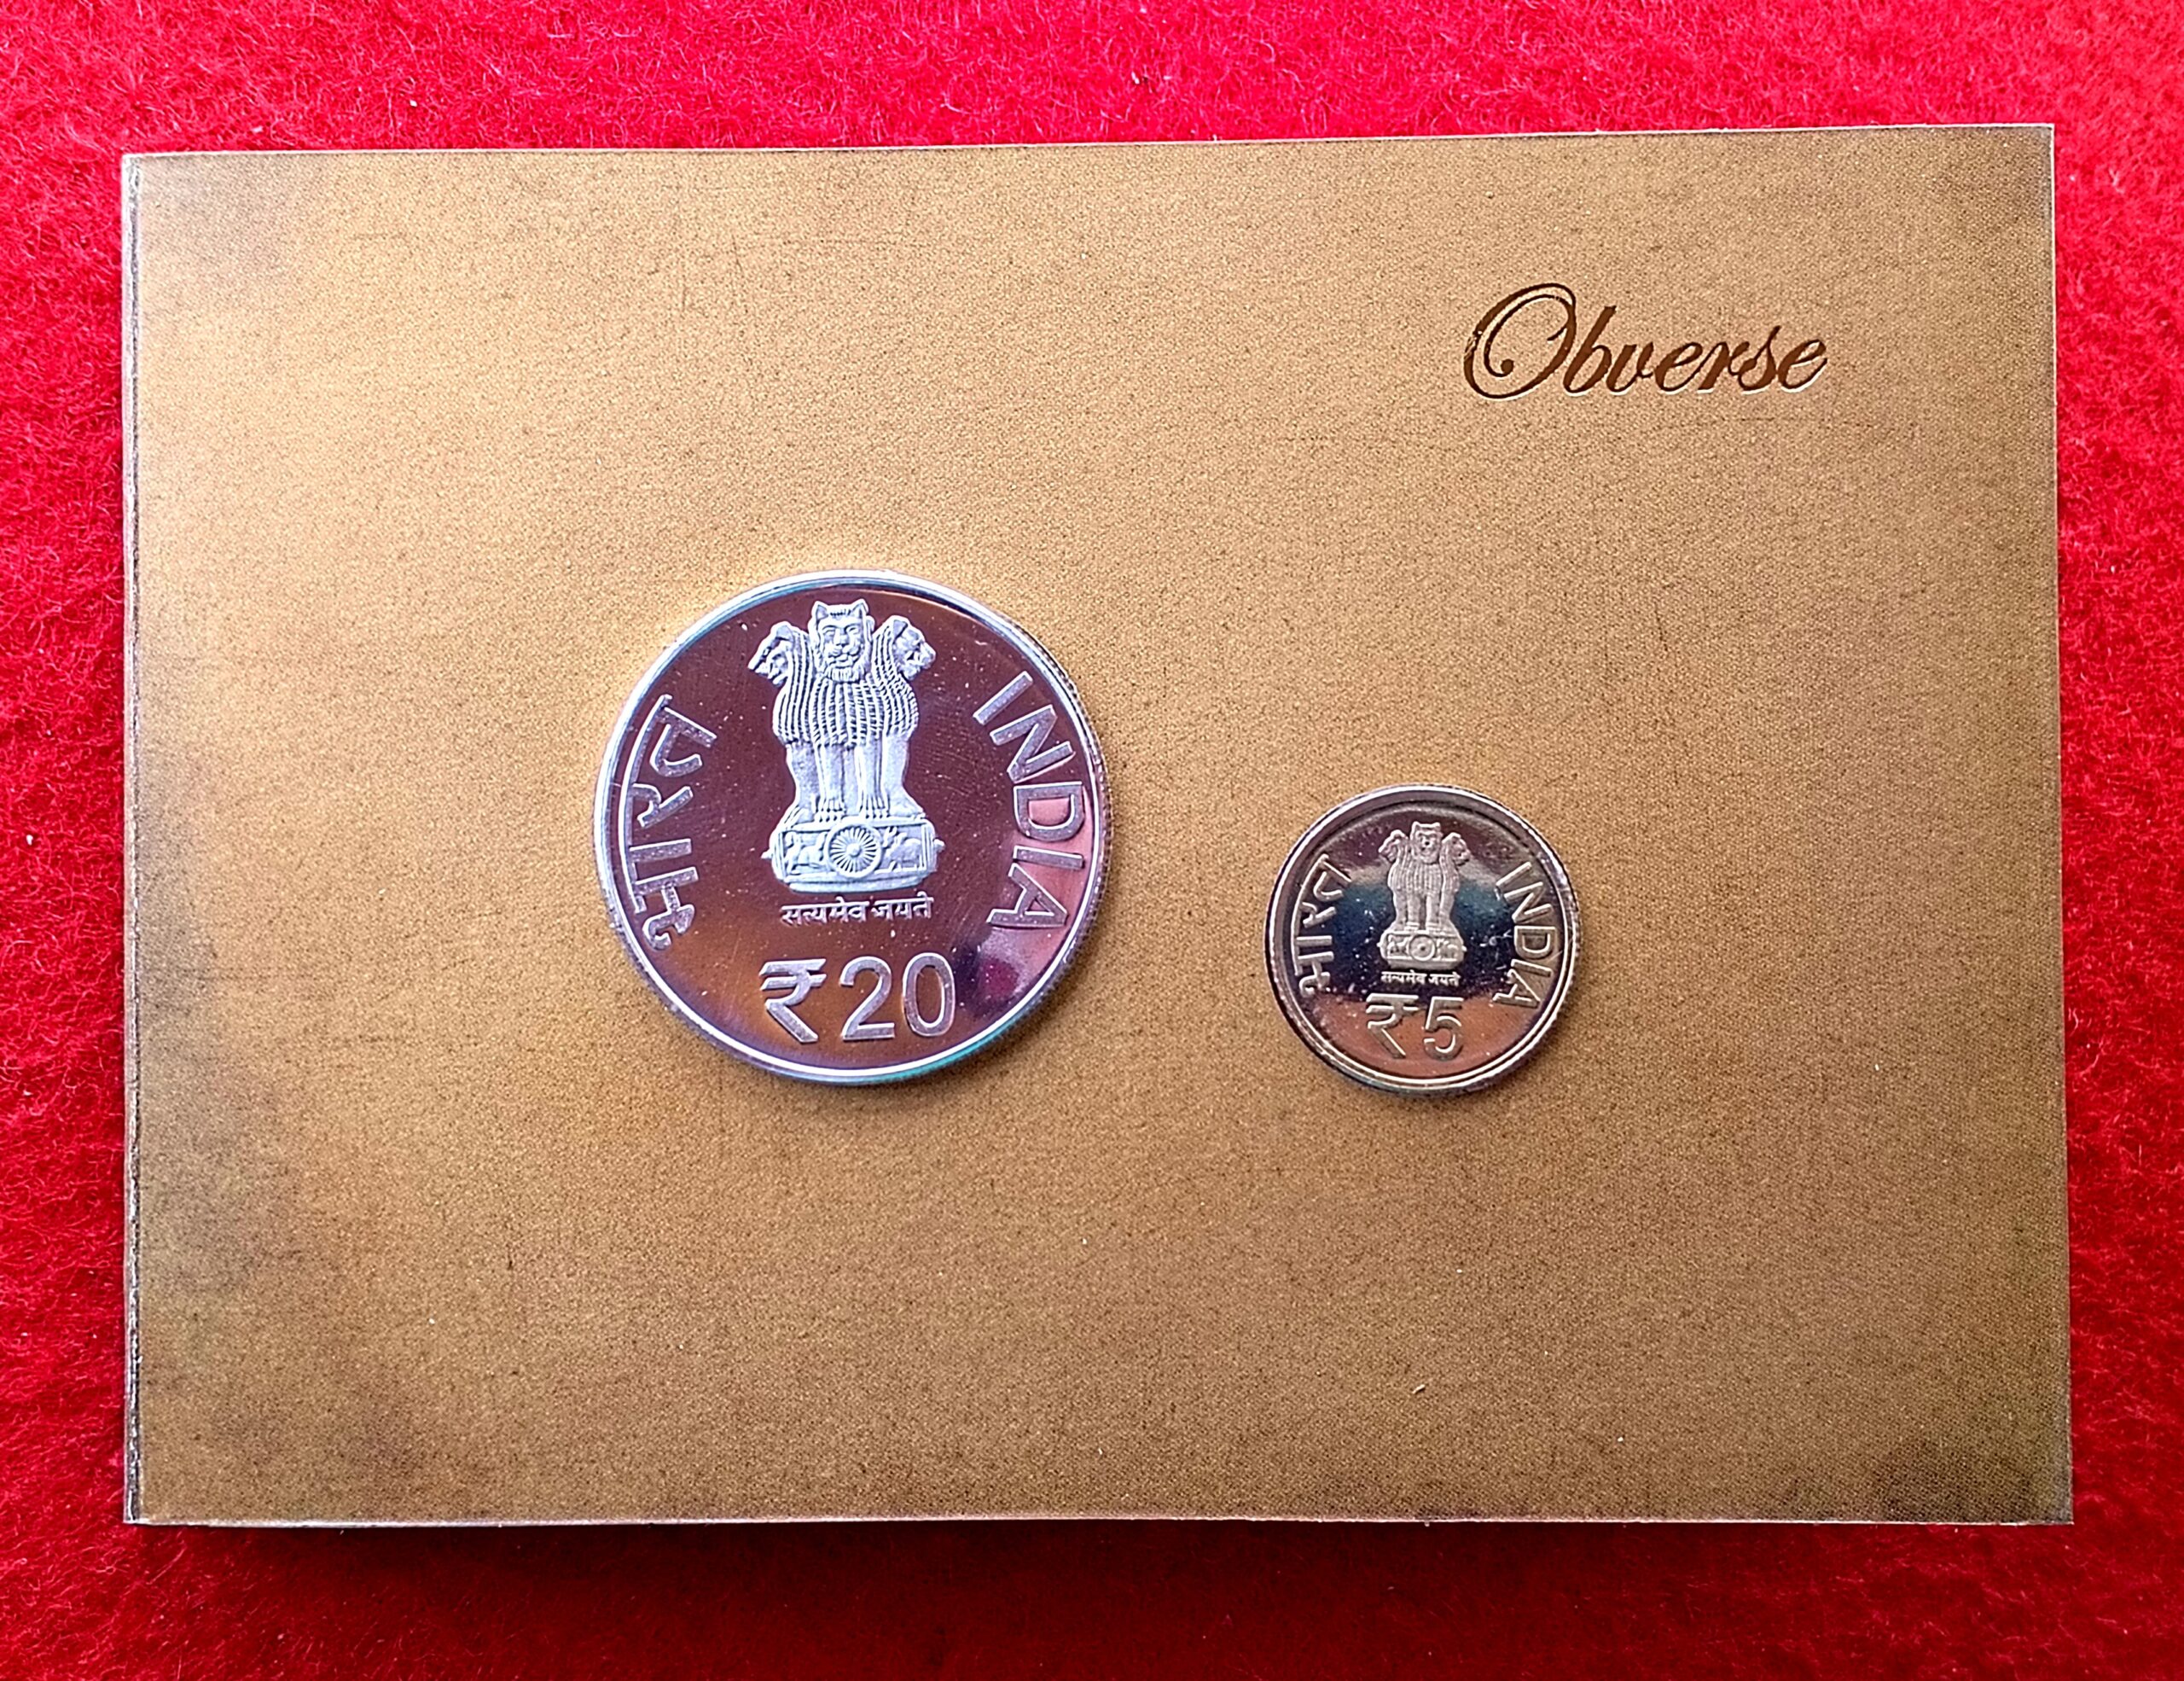 Obverse
भारत
INDIA
सत्यमेव जयते
₹20
भारत
INDIA
सत्यमेव जयते
₹5